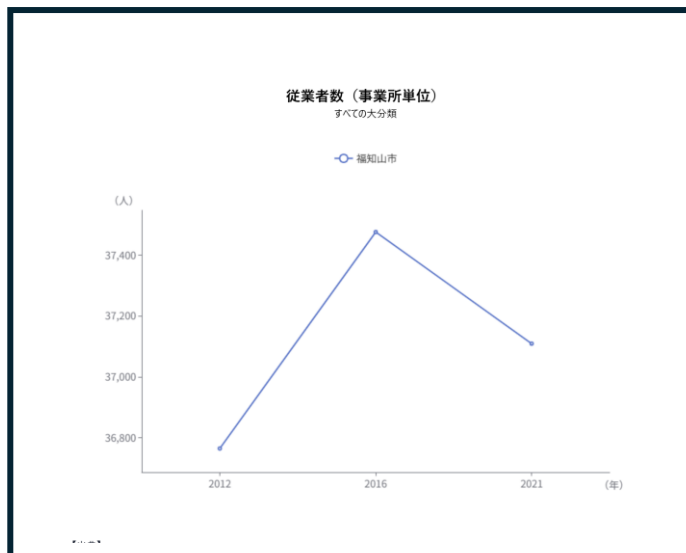 従業者数（事業所単位）
すべての大分類
福知山市
（人）
37,400
37,200
37,000
36,800
2012 2016 2021 （年）